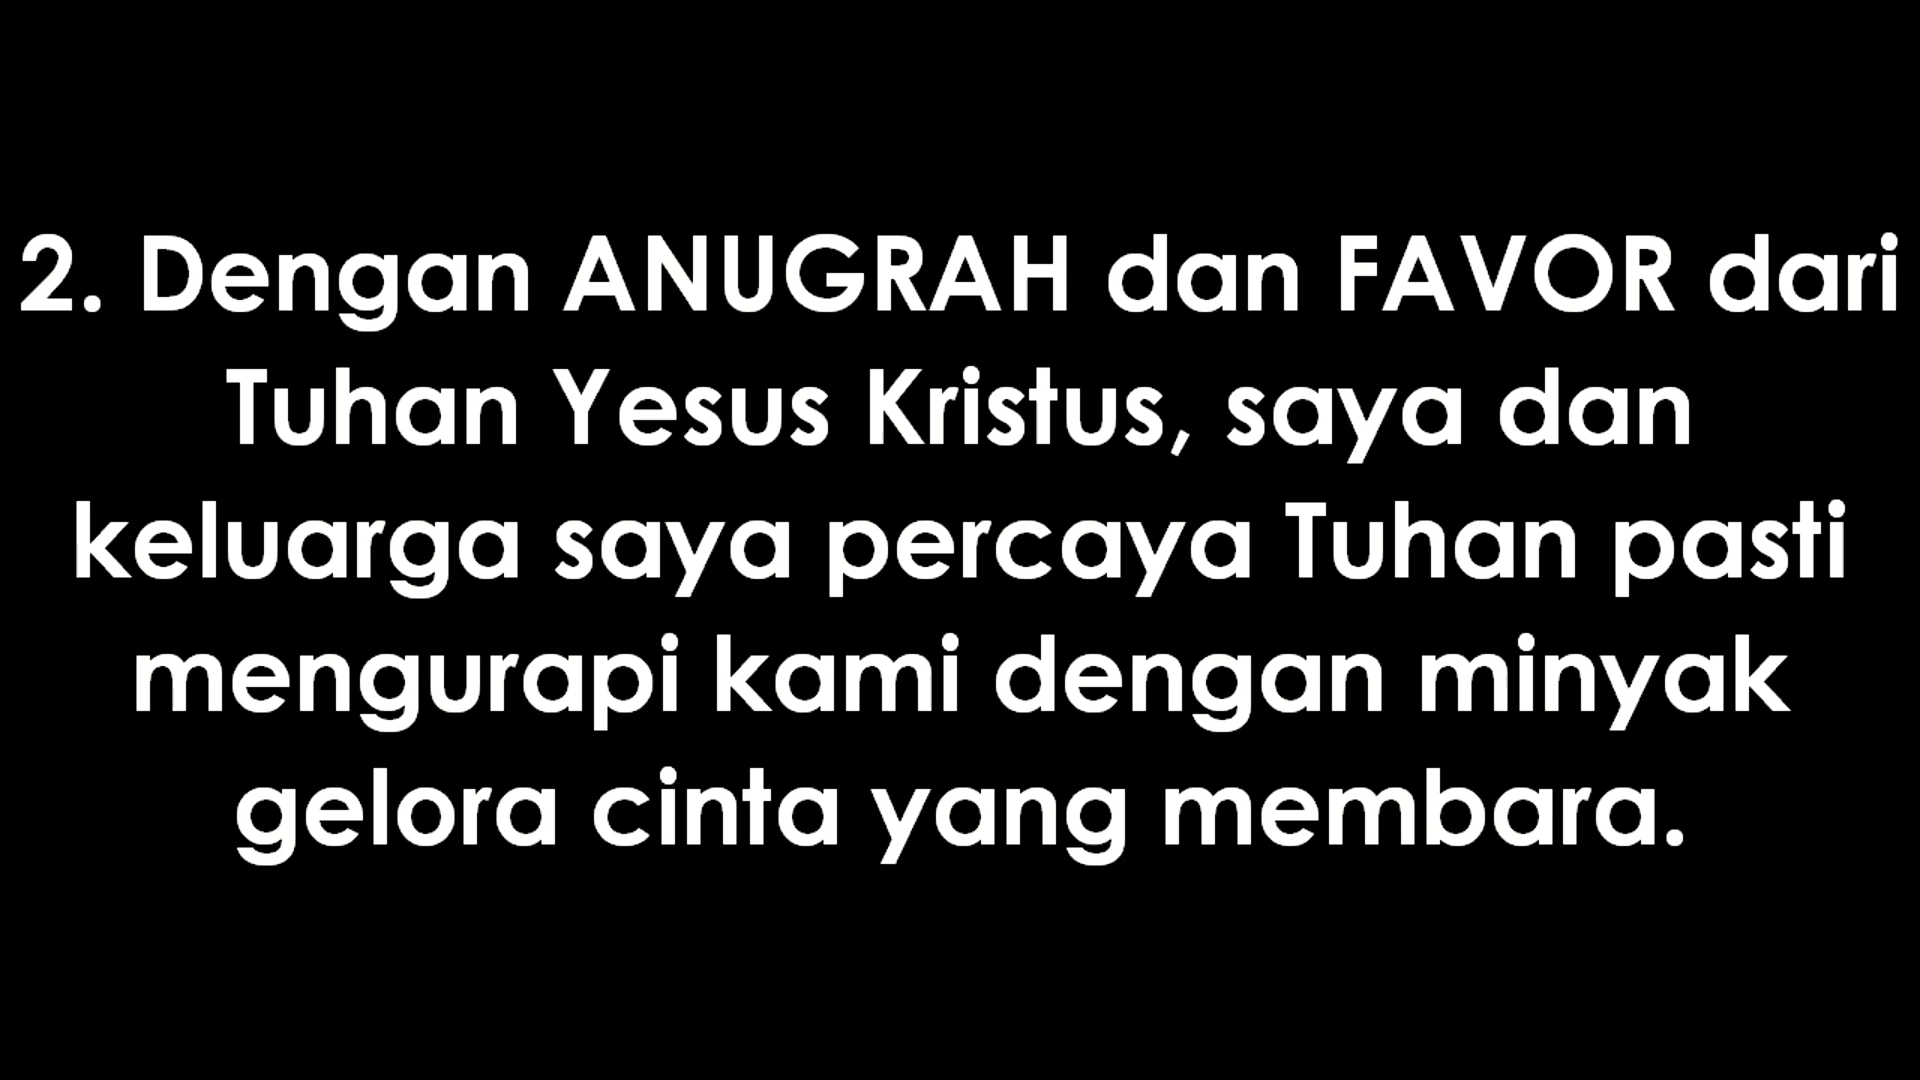 2. Dengan ANUGRAH dan FAVOR dari
Tuhan Yesus Kristus, saya dan
keluarga saya percaya Tuhan pasti
mengurapi kami dengan minyak
gelora cinta yang membara.